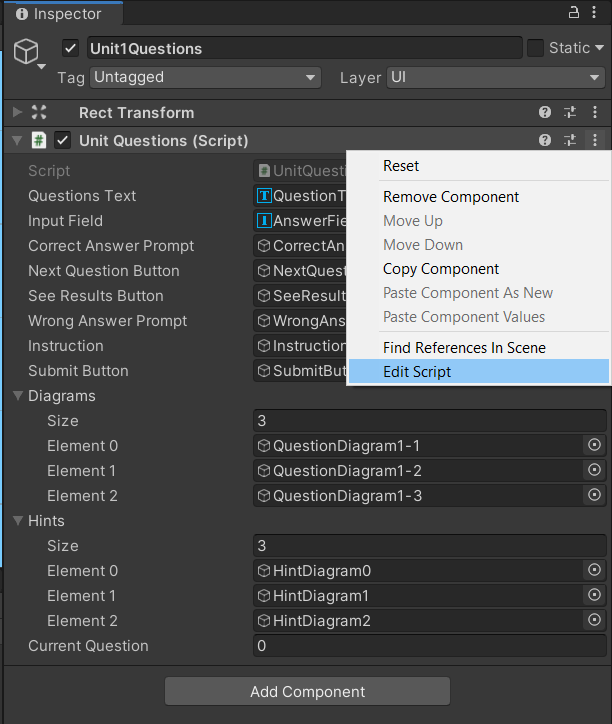 Inspector
Unit1Questions Static
Tag Untagged Layer UI
Rect Transform
# Unit Questions (Script)
Reset
Script # UnitQuesti
Remove Component
Questions Text T QuestionT
Input Field I AnswerFie
Move Up
Correct Answer Prompt CorrectAn
Move Down
Next Question Button NextQuest
Copy Component
See Results Button SeeResult
Paste Component As New
Wrong Answer Prompt WrongAns
Paste Component Values
Instruction Instruction
Find References In Scene
Submit Button SubmitBut
Edit Script
Diagrams
Size 3
Element 0 QuestionDiagram1-1
Element 1 QuestionDiagram1-2
Element 2 QuestionDiagram1-3
Hints
Size 3
Element 0 HintDiagram0
Element 1 HintDiagram1
Element 2 HintDiagram2
Current Question 0
Add Component